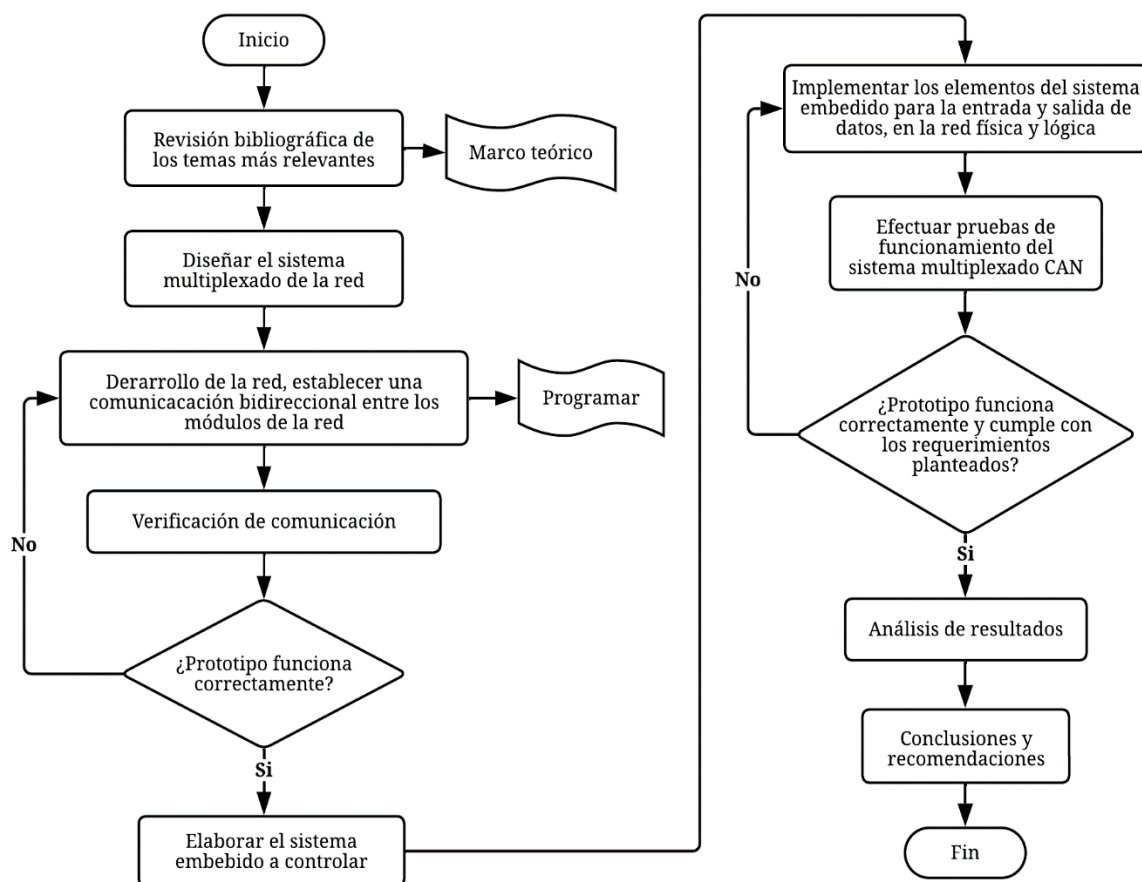 Inicio
Revisión bibliográfica de
los temas más relevantes
Marco teórico
Diseñar el sistema
multiplexado de la red
Derarrollo de la red, establecer una
comunicacación bidireccional entre los
módulos de la red
Programar
Verificación de comunicación
No
¿Prototipo funciona
correctamente?
Si
Elaborar el sistema
embebido a controlar
Implementar los elementos del sistema
embedido para la entrada y salida de
datos, en la red física y lógica
Efectuar pruebas de
funcionamiento del
sistema multiplexado CAN
No
¿Prototipo funciona
correctamente y cumple con
los requerimientos
planteados?
Si
Análisis de resultados
Conclusiones y
recomendaciones
Fin